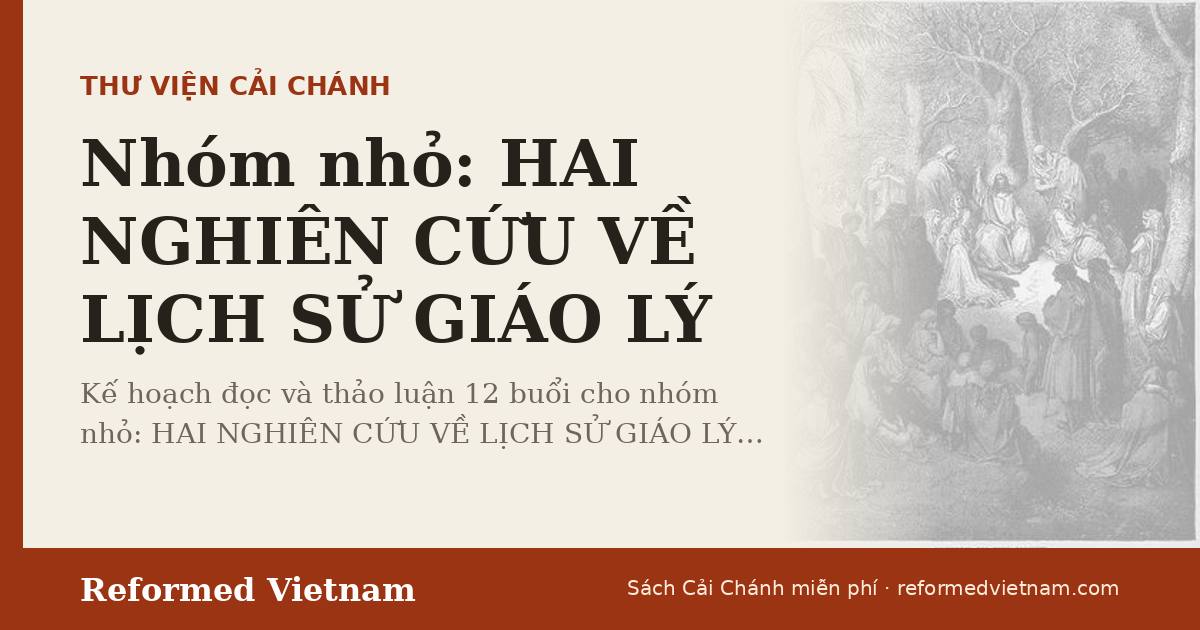 THƯ VIỆN CẢI CHÁNH
Nhóm nhỏ: HAI
NGHIÊN CỨU VỀ
LỊCH SỬ GIÁO LÝ
Kế hoạch đọc và thảo luận 12 buổi cho nhóm
nhỏ: HAI NGHIÊN CỨU VỀ LỊCH SỬ GIÁO LÝ…
Reformed Vietnam
Sách Cải Chánh miễn phí · reformedvietnam.com